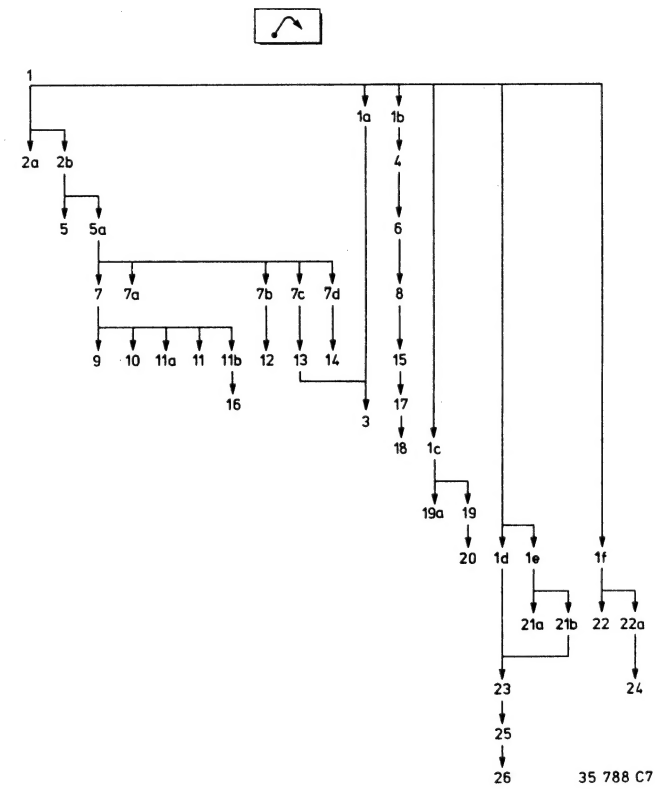 1
1a 1b
2a 2b 4
5 5a 6
7 7a 7b 7c 7d 8
9 10 11a 11 11b 12 13 14 15
16 17
3
18 1c
19a 19
20 1d 1e 1f
21a 21b 22 22a
23 24
25
26 35 788 C7